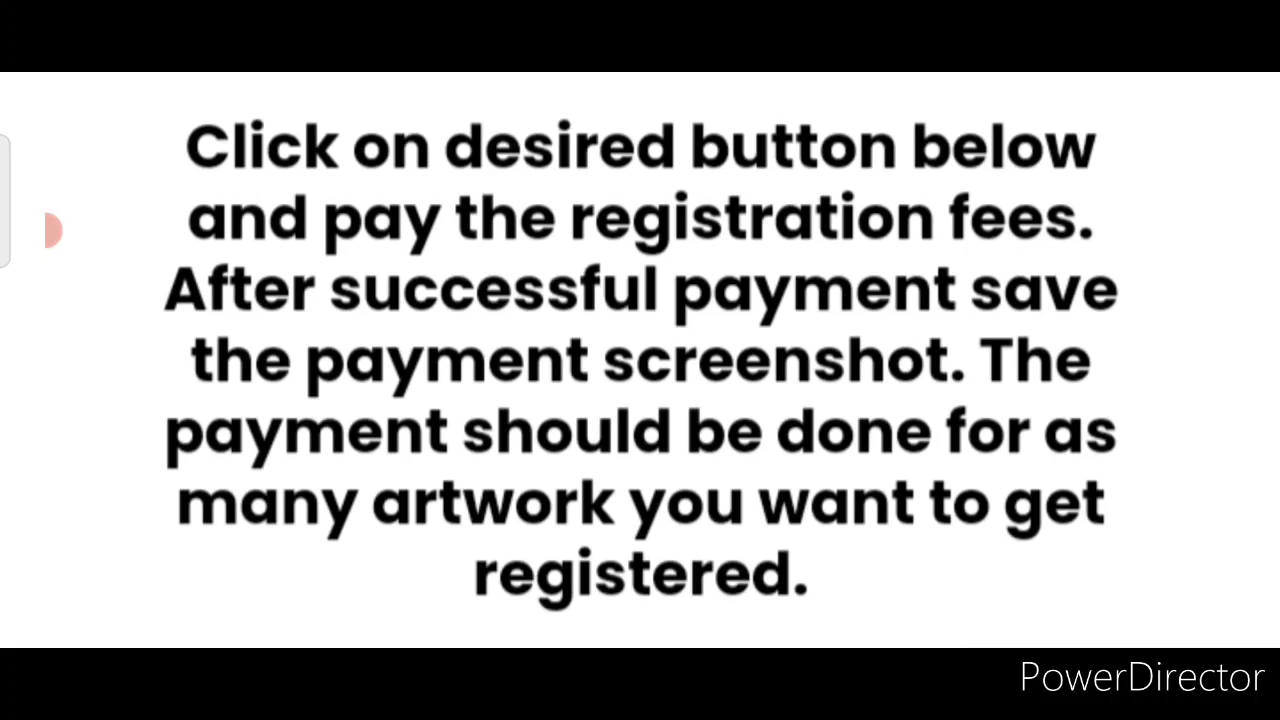 Click on desired button below
and pay the registration fees.
After successful payment save
the payment screenshot. The
payment should be done for as
many artwork you want to get
registered.
PowerDirector